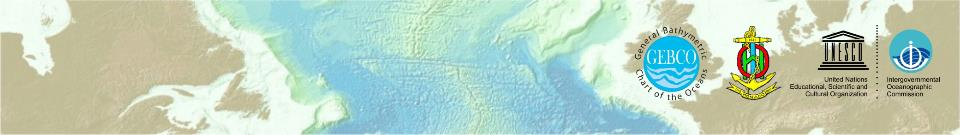 General Bathymetric
GEBCO
Chart of the Oceans
UNESCO
United Nations
Educational, Scientific and
Cultural Organization
Intergovernmental
Oceanographic
Commission